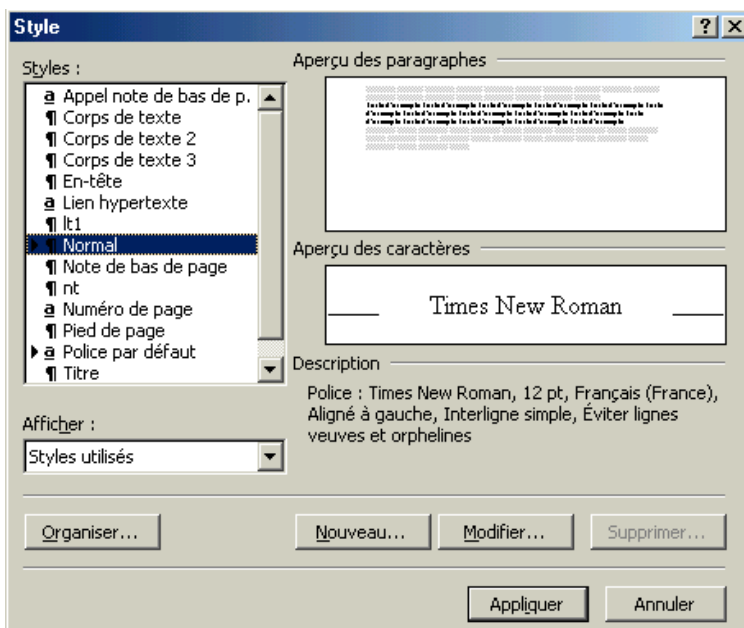 Style
Styles :
a Appel note de bas de p.
¶ Corps de texte
¶ Corps de texte 2
¶ Corps de texte 3
¶ En-tête
a Lien hypertexte
¶ lt1
¶ Normal
¶ Note de bas de page
¶ nt
a Numéro de page
¶ Pied de page
a Police par défaut
¶ Titre
Afficher :
Styles utilisés
Aperçu des paragraphes
Aperçu des caractères
Times New Roman
Description
Police : Times New Roman, 12 pt, Français (France),
Aligné à gauche, Interligne simple, Éviter lignes
veuves et orphelines
Organiser...
Nouveau...
Modifier...
Supprimer...
Appliquer
Annuler